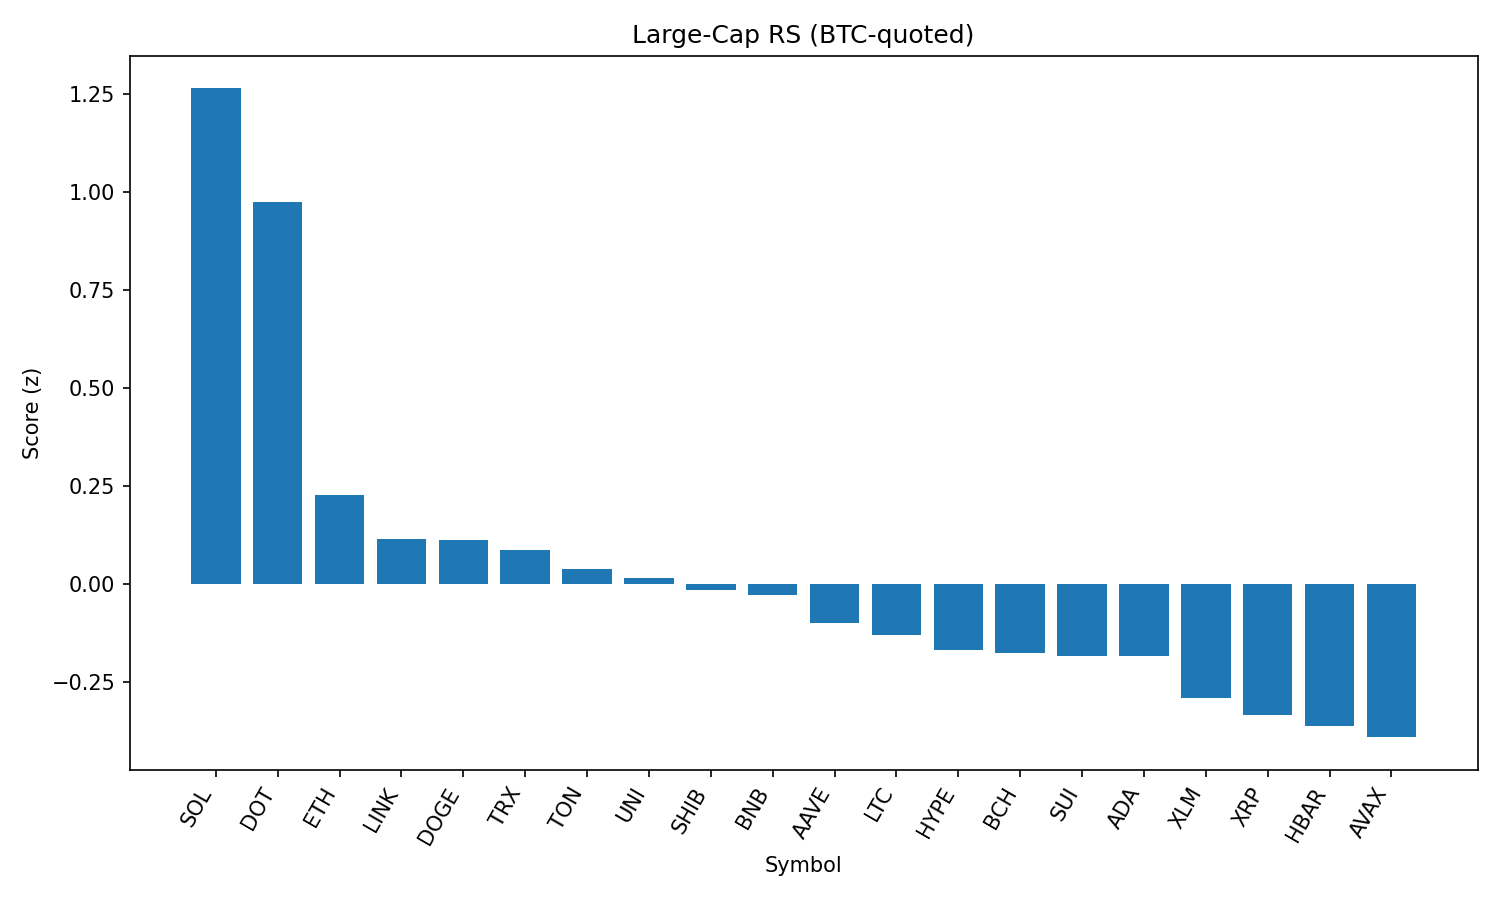 Large-Cap RS (BTC-quoted)
Score (z)
1.25
1.00
0.75
0.50
0.25
0.00
−0.25
SOL
DOT
ETH
LINK
DOGE
TRX
TON
UNI
SHIB
BNB
AAVE
LTC
HYPE
BCH
SUI
ADA
XLM
XRP
HBAR
AVAX
Symbol